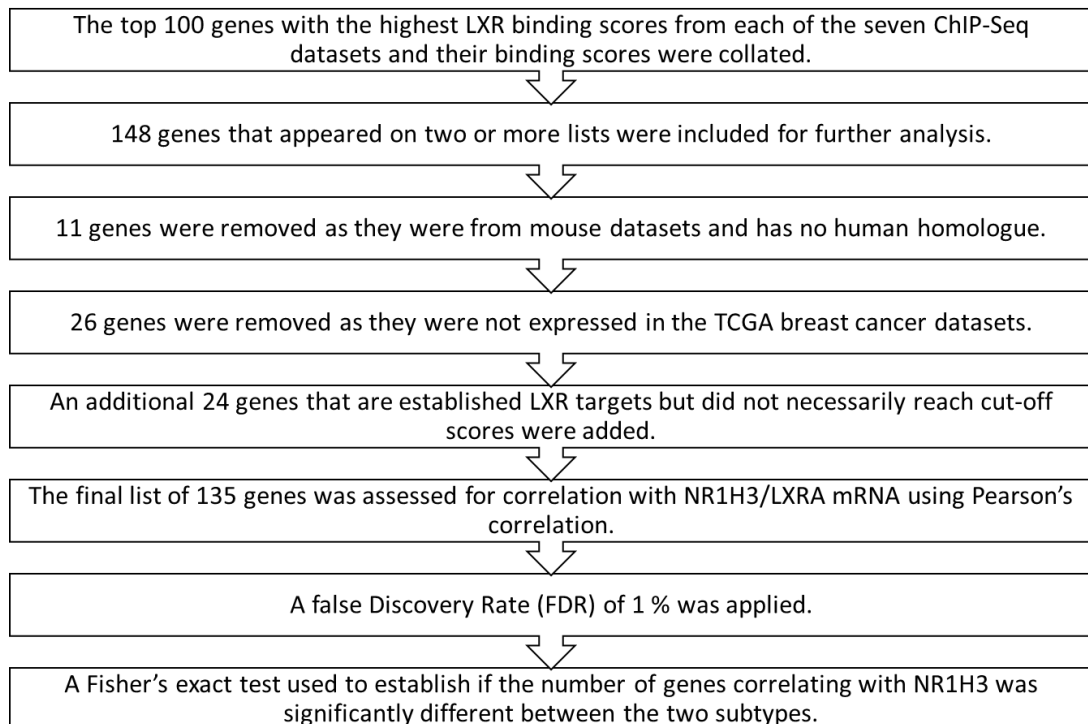 The top 100 genes with the highest LXR binding scores from each of the seven ChIP-Seq
datasets and their binding scores were collated.
148 genes that appeared on two or more lists were included for further analysis.
11 genes were removed as they were from mouse datasets and has no human homologue.
26 genes were removed as they were not expressed in the TCGA breast cancer datasets.
An additional 24 genes that are established LXR targets but did not necessarily reach cut-off
scores were added.
The final list of 135 genes was assessed for correlation with NR1H3/LXRA mRNA using Pearson’s
correlation.
A false Discovery Rate (FDR) of 1 % was applied.
A Fisher’s exact test used to establish if the number of genes correlating with NR1H3 was
significantly different between the two subtypes.